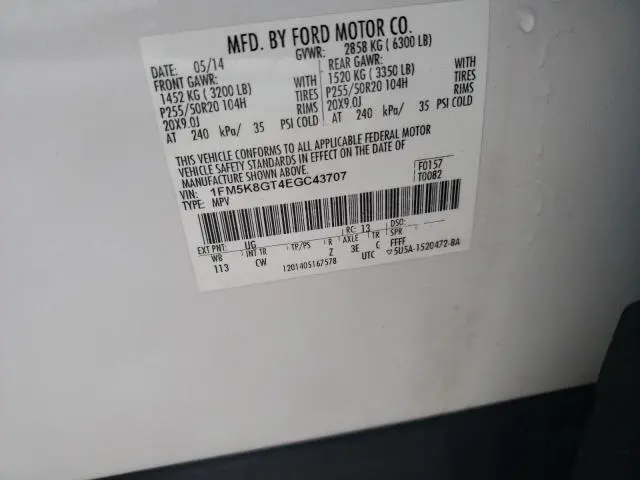 MFD. BY FORD MOTOR CO.
DATE: 05/14 GVWR: 2858 KG ( 6300 LB)
FRONT GAWR: REAR GAWR:
1452 KG ( 3200 LB) WITH 1520 KG ( 3350 LB) WITH
P255/50R20 104H TIRES P255/50R20 104H TIRES
20X9.0J RIMS 20X9.0J RIMS
AT 240 kPa/ 35 PSI COLD AT 240 kPa/ 35 PSI COLD
THIS VEHICLE CONFORMS TO ALL APPLICABLE FEDERAL MOTOR
VEHICLE SAFETY STANDARDS IN EFFECT ON THE DATE OF
MANUFACTURE SHOWN ABOVE.
VIN: 1FM5K8GT4EGC43707 F0157
TYPE: MPV T0082
EXT PNT: UG RC: 13 DSO:
WB INT TR TP/PS R AXLE TR SPR
113 CW Z 3E C FFFF
1201405167578 UTC ▽5U5A-1520472-BA